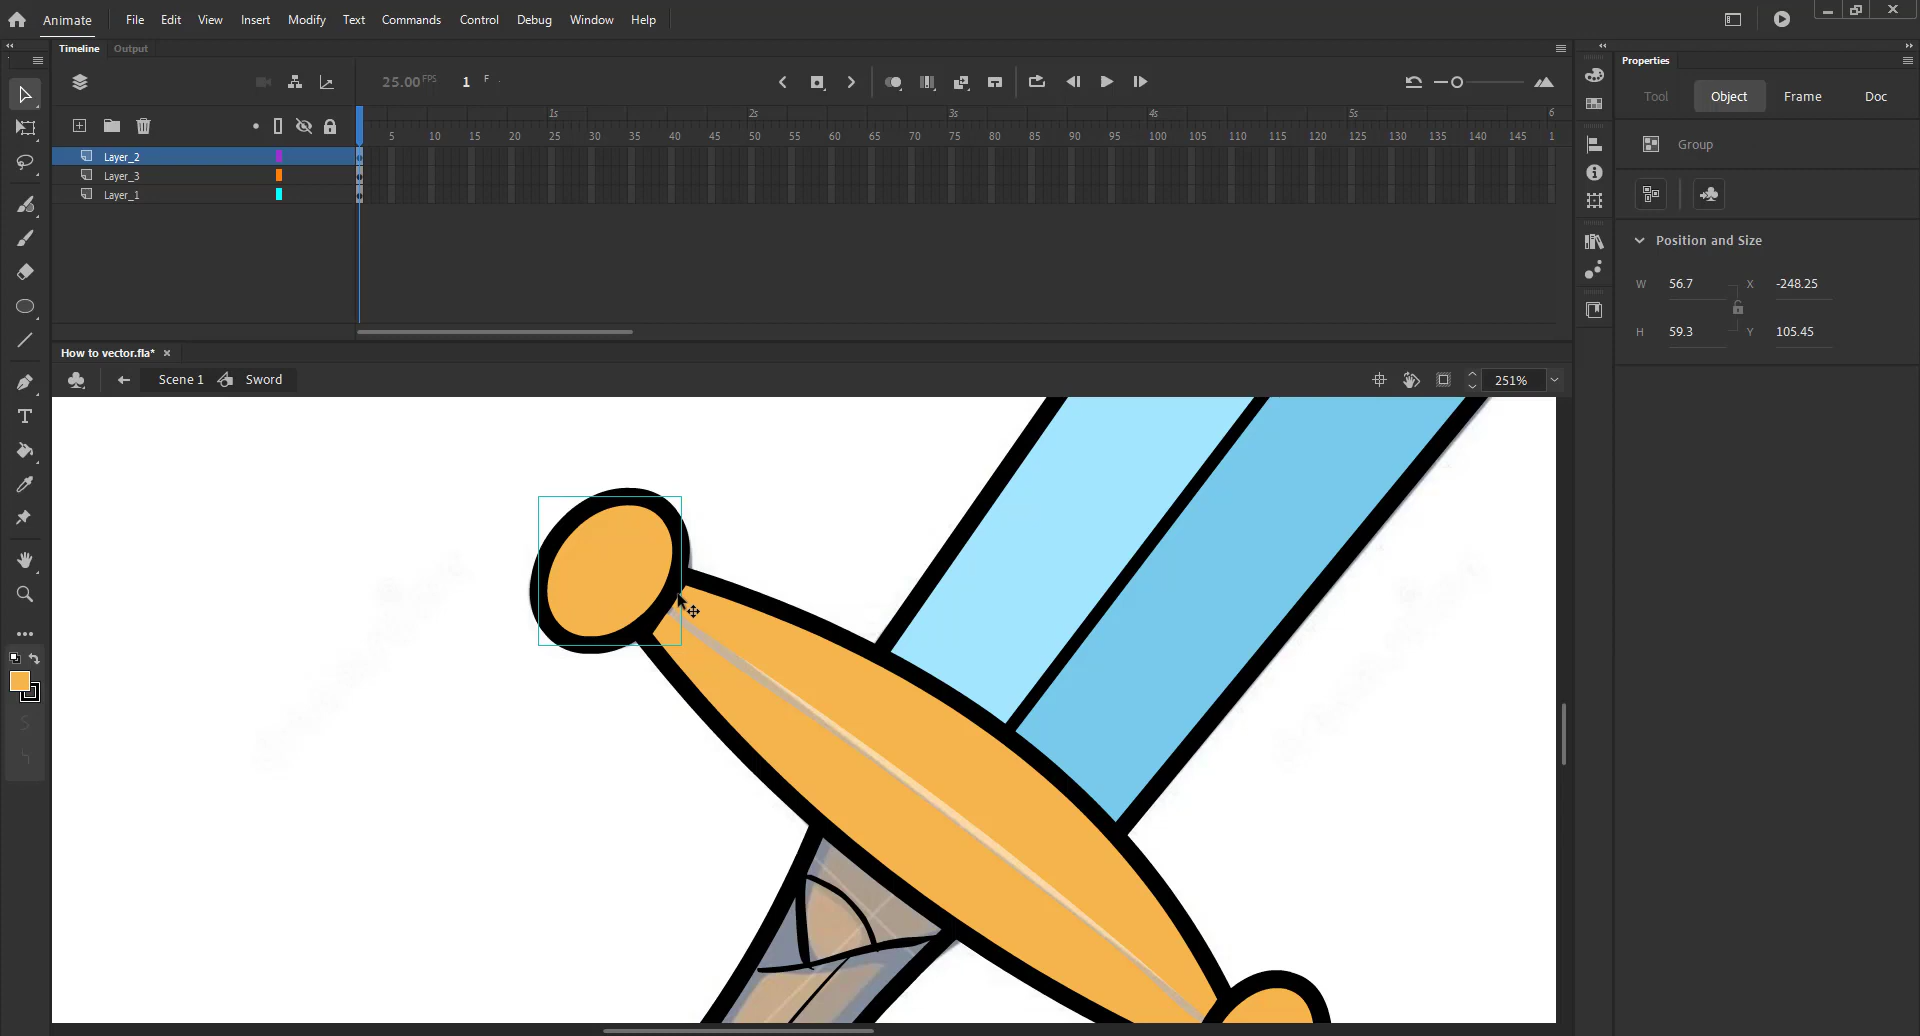 Animate File Edit View Insert Modify Text Commands Control Debug Window Help
Timeline Output Properties
25.00 FPS 1 F Tool Object Frame Doc
1s 2s 3s 4s 5s 6
5 10 15 20 25 30 35 40 45 50 55 60 65 70 75 80 85 90 95 100 105 110 115 120 125 130 135 140 145 1
Group
Layer_2
Layer_3
Layer_1
Position and Size
W 56.7 X -248.25
H 59.3 Y 105.45
How to vector.fla* ×
Scene 1 Sword 251%